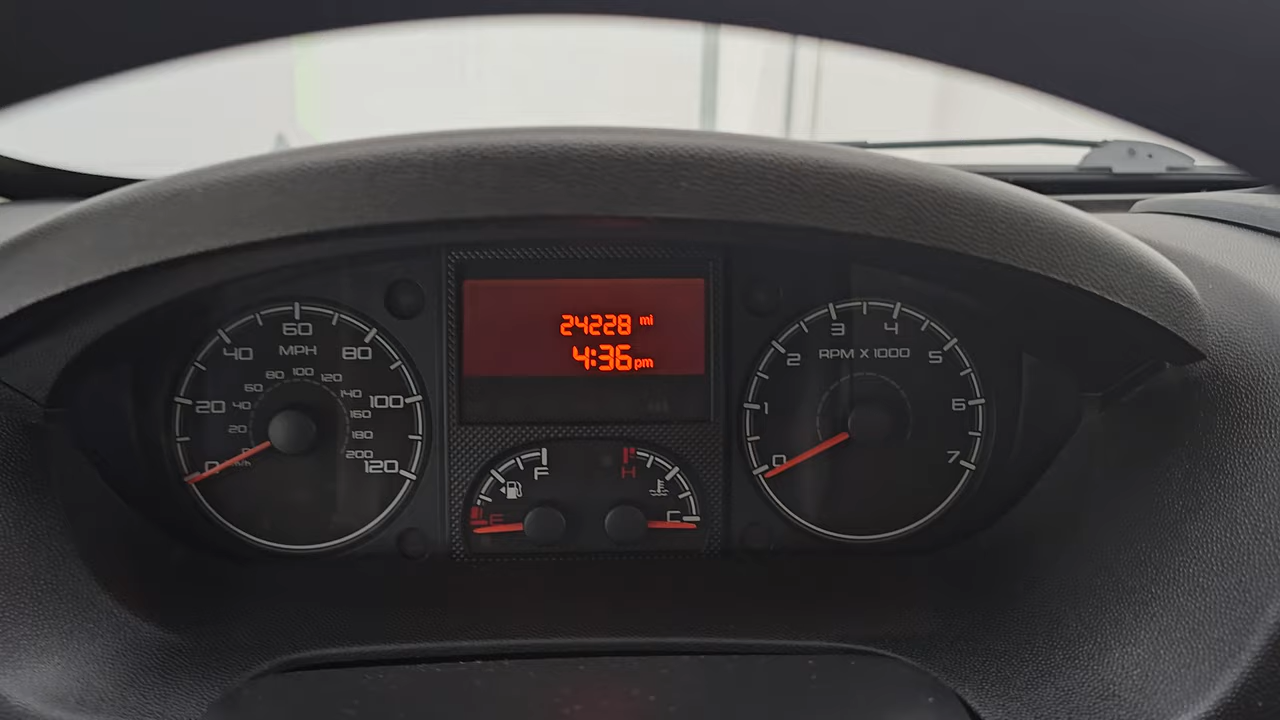 24228 mi
4:36 pm
0 20 40 60 80 100 120
MPH
20 40 60 80 100 120 140 160 180 200
E F
H C
0 1 2 3 4 5 6 7
RPM X 1000